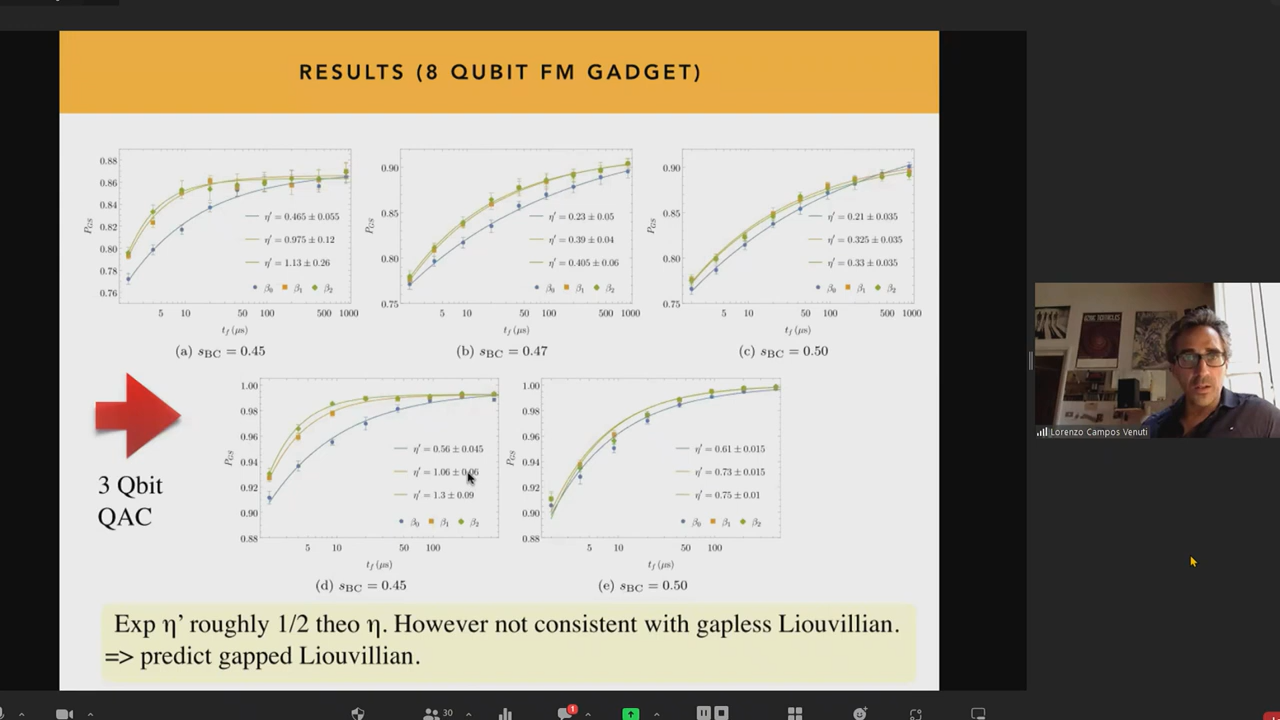 RESULTS (8 QUBIT FM GADGET)
0.88
0.86
0.84
0.82
0.80
0.78
0.76
P_GS
η′ = 0.465 ± 0.055
η′ = 0.975 ± 0.12
η′ = 1.13 ± 0.26
β₀ β₁ β₂
5 10 50 100 500 1000
t_f (μs)
(a) s_BC = 0.45
0.90
0.85
0.80
0.75
P_GS
η′ = 0.23 ± 0.05
η′ = 0.39 ± 0.04
η′ = 0.405 ± 0.06
β₀ β₁ β₂
5 10 50 100 500 1000
t_f (μs)
(b) s_BC = 0.47
0.90
0.85
0.80
0.75
P_GS
η′ = 0.21 ± 0.035
η′ = 0.325 ± 0.035
η′ = 0.33 ± 0.035
β₀ β₁ β₂
5 10 50 100 500 1000
t_f (μs)
(c) s_BC = 0.50
3 Qbit
QAC
1.00
0.98
0.96
0.94
0.92
0.90
0.88
P_GS
η′ = 0.56 ± 0.045
η′ = 1.06 ± 0.06
η′ = 1.3 ± 0.09
β₀ β₁ β₂
5 10 50 100
t_f (μs)
(d) s_BC = 0.45
1.00
0.98
0.96
0.94
0.92
0.90
0.88
P_GS
η′ = 0.61 ± 0.015
η′ = 0.73 ± 0.015
η′ = 0.75 ± 0.01
β₀ β₁ β₂
5 10 50 100
t_f (μs)
(e) s_BC = 0.50
Exp η’ roughly 1/2 theo η. However not consistent with gapless Liouvillian.
=> predict gapped Liouvillian.
Lorenzo Campos Venuti
30
1